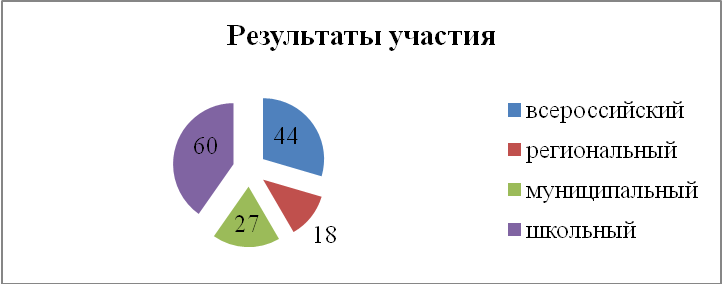 Результаты участия
44
60
27
18
всероссийский
региональный
муниципальный
школьный